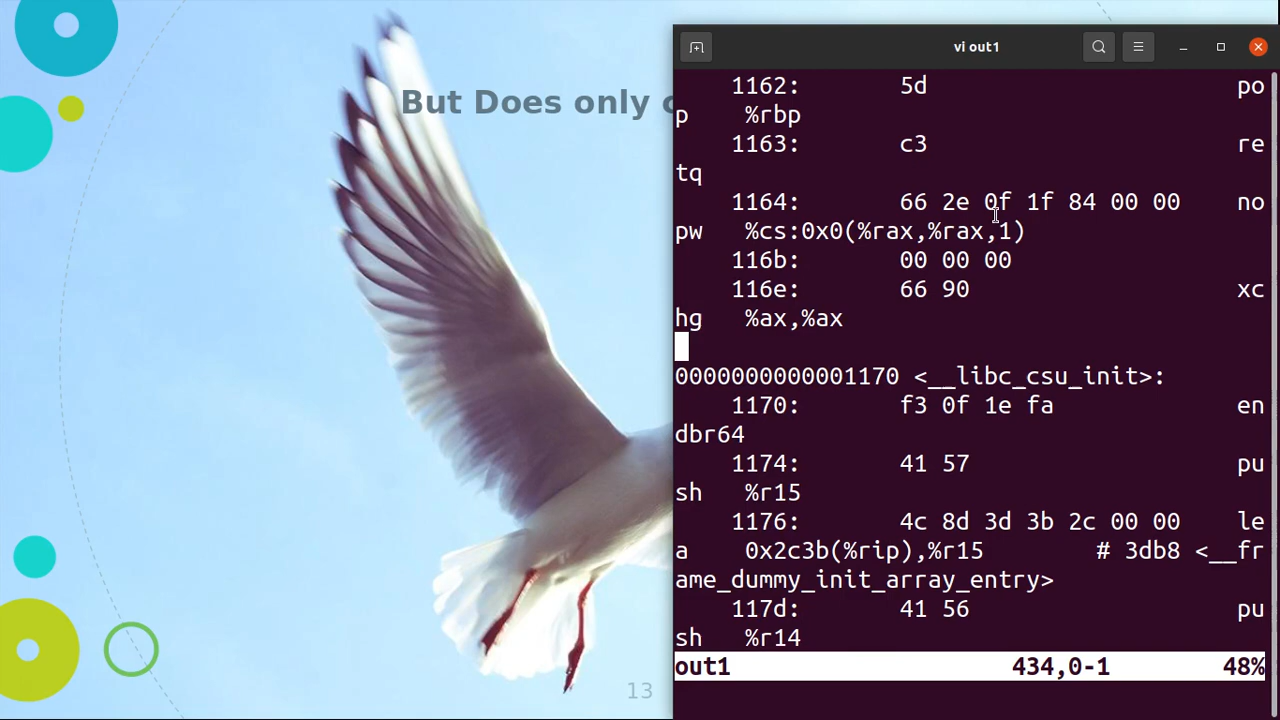 But Does only
vi out1
1162: 5d po
p %rbp
1163: c3 re
tq
1164: 66 2e 0f 1f 84 00 00 no
pw %cs:0x0(%rax,%rax,1)
116b: 00 00 00
116e: 66 90 xc
hg %ax,%ax
0000000000001170 <__libc_csu_init>:
1170: f3 0f 1e fa en
dbr64
1174: 41 57 pu
sh %r15
1176: 4c 8d 3d 3b 2c 00 00 le
a 0x2c3b(%rip),%r15 # 3db8 <__fr
ame_dummy_init_array_entry>
117d: 41 56 pu
sh %r14
out1 434,0-1 48%
13